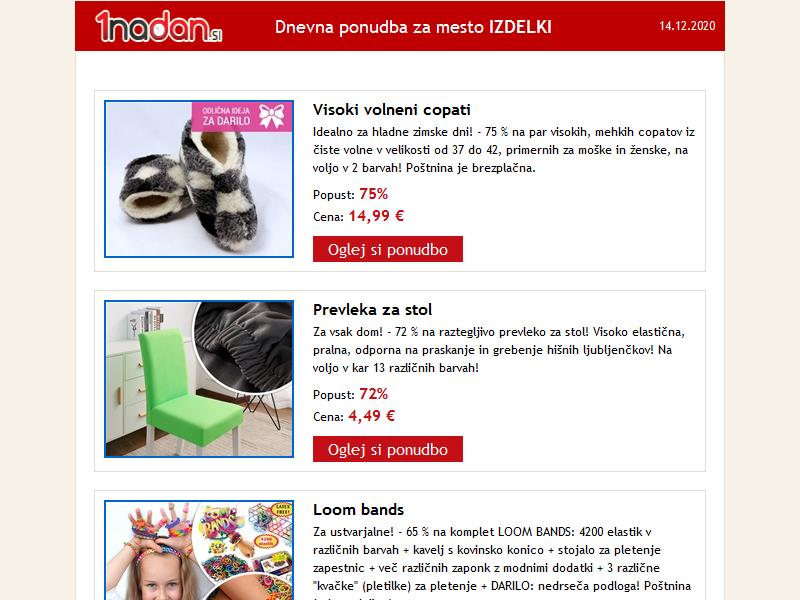 1nadan.si
Dnevna ponudba za mesto IZDELKI
14.12.2020
ODLIČNA IDEJA
ZA DARILO
Visoki volneni copati
Idealno za hladne zimske dni! - 75 % na par visokih, mehkih copatov iz
čiste volne v velikosti od 37 do 42, primernih za moške in ženske, na
voljo v 2 barvah! Poštnina je brezplačna.
Popust: 75%
Cena: 14,99 €
Oglej si ponudbo
Prevleka za stol
Za vsak dom! - 72 % na raztegljivo prevleko za stol! Visoko elastična,
pralna, odporna na praskanje in grebenje hišnih ljubljenčkov! Na
voljo v kar 13 različnih barvah!
Popust: 72%
Cena: 4,49 €
Oglej si ponudbo
LATEX
FREE!
LOOM
BANDS
4200
Loom bands
Za ustvarjalne! - 65 % na komplet LOOM BANDS: 4200 elastik v
različnih barvah + kavelj s kovinsko konico + stojalo za pletenje
zapestnic + več različnih zaponk z modnimi dodatki + 3 različne
"kvačke" (pletilke) za pletenje + DARILO: nedrseča podloga! Poštnina